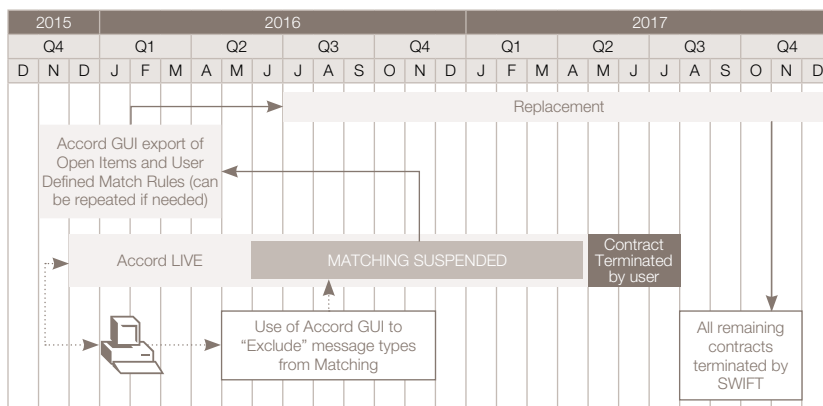 2015 2016 2017
Q4 Q1 Q2 Q3 Q4 Q1 Q2 Q3 Q4
D N D J F M A M J J A S O N D J F M A M J J A S O N D
Replacement
Accord GUI export of
Open Items and User
Defined Match Rules (can
be repeated if needed)
Accord LIVE
MATCHING SUSPENDED
Contract
Terminated
by user
Use of Accord GUI to
“Exclude” message types
from Matching
All remaining
contracts
terminated by
SWIFT